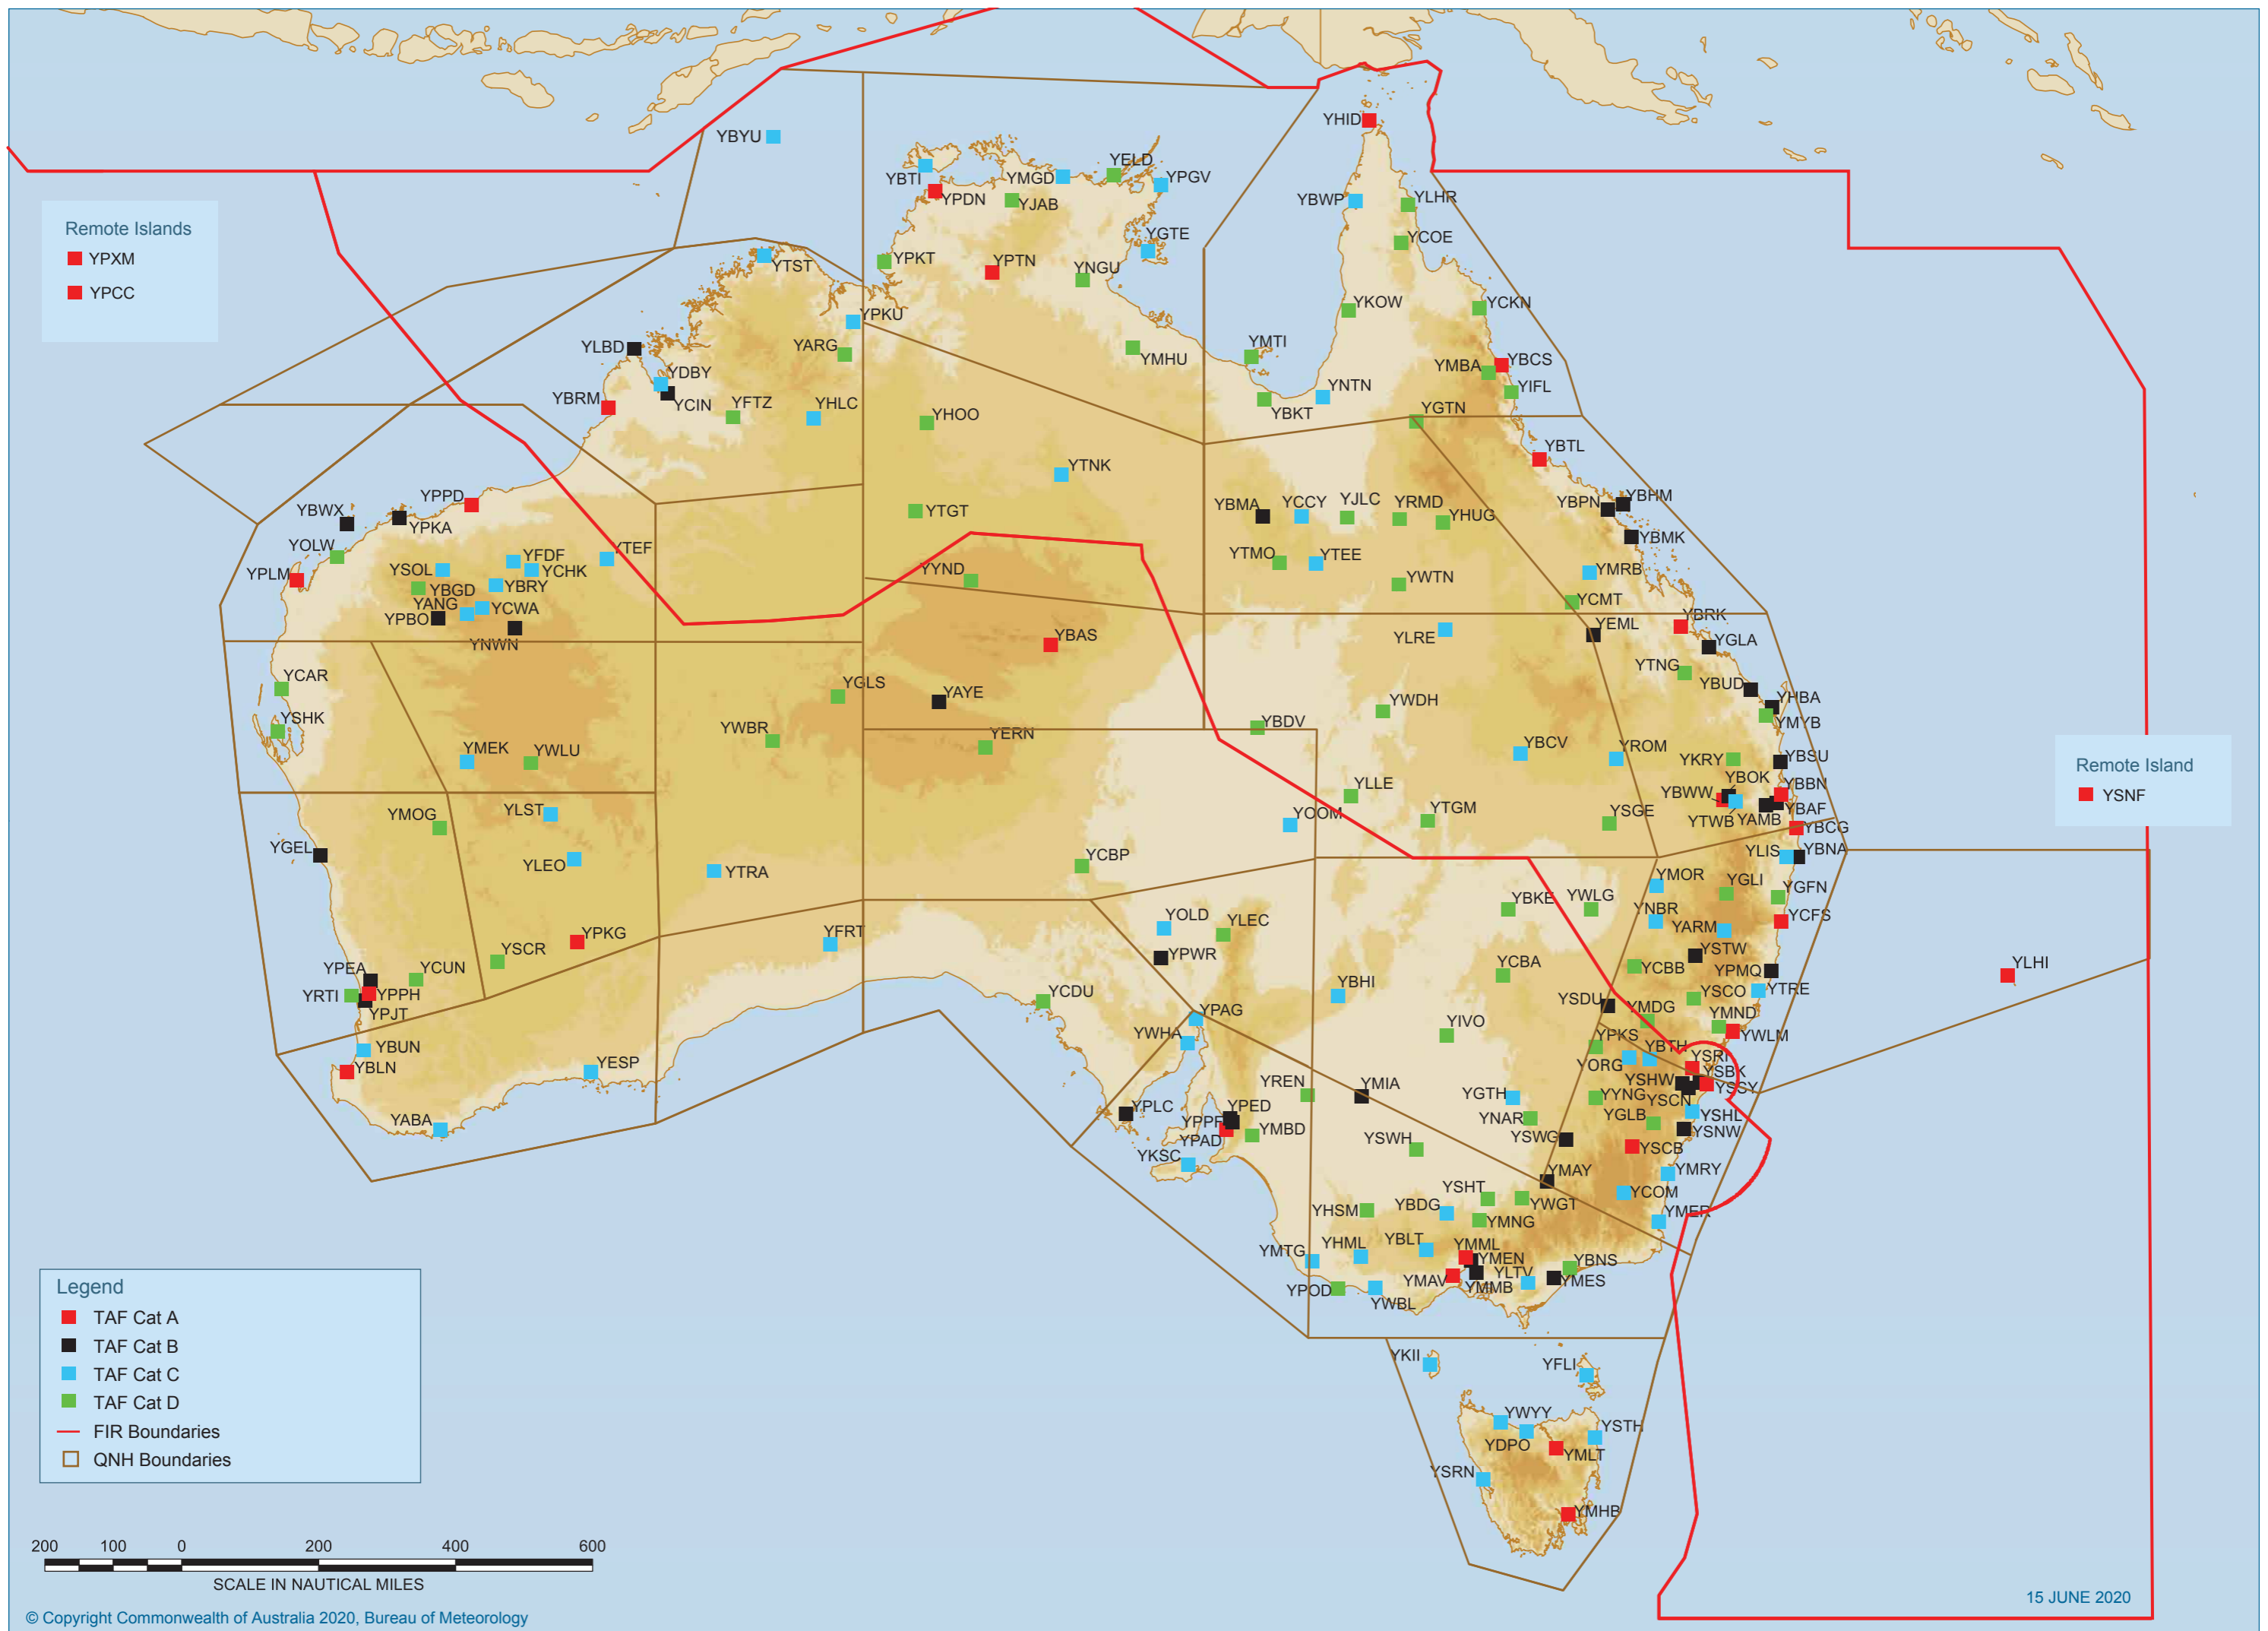 YHID
YBYU
YBTI
YMGD
YELD
YPGV
YPDN
YJAB
YBWP
YLHR
Remote Islands
YPXM
YPCC
YGTE
YCOE
YTST
YPKT
YPTN
YNGU
YKOW
YCKN
YPKU
YLBD
YARG
YMHU
YMTI
YMBA
YBCS
YDBY
YIFL
YBRM
YCIN
YFTZ
YHLC
YHOO
YBKT
YNTN
YGTN
YBTL
YTNK
YPPD
YBWX
YPKA
YTGT
YBMA
YCCY
YJLC
YRMD
YHUG
YBPN
YBHM
YBMK
YOLW
YFDF
YTEF
YTMO
YTEE
YPLM
YSOL
YCHK
YYND
YMRB
YBGD
YBRY
YWTN
YANG
YCWA
YCMT
YPBO
YNWN
YBAS
YLRE
YEML
YBRK
YGLA
YTNG
YCAR
YGLS
YAYE
YWDH
YBUD
YHBA
YSHK
YBDV
YMYB
YWBR
YERN
YMEK
YWLU
YBCV
YROM
YKRY
YBSU
Remote Island
YSNF
YLLE
YBOK
YBBN
YBWW
YMOG
YLST
YCOM
YTGM
YSGE
YTWB
YAMB
YBAF
YBCG
YGEL
YLEO
YTRA
YCBP
YLIS
YBNA
YMOR
YGLI
YGFN
YBKE
YWLG
YNBR
YCFS
YOLD
YLEC
YARM
YPKG
YFRT
YSCR
YPWR
YSTW
YPEA
YCUN
YCBA
YCBB
YPMQ
YLHI
YRTI
YPPH
YCDU
YBHI
YSCO
YTRE
YPJT
YPAG
YSDU
YMDG
YMND
YWHA
YIVO
YPKS
YWLM
YBUN
YBTH
YBLN
YESP
YORG
YSRI
YREN
YMIA
YGTH
YSHW
YSBK
YSSY
YYNG
YSCN
YABA
YPLC
YPED
YNAR
YGLB
YSHL
YPPF
YMBD
YSWH
YSWG
YSNW
YPAD
YSCB
YKSC
YMAY
YMRY
YSHT
YWGT
YCOM
YHSM
YBDG
YMNG
YMER
YMTG
YHML
YBLT
YMML
YMEN
YBNS
YPOD
YWBL
YMAV
YMMB
YLTV
YMES
Legend
TAF Cat A
TAF Cat B
TAF Cat C
TAF Cat D
FIR Boundaries
QNH Boundaries
YKII
YFLI
YWYY
YSTH
YDPO
YMLT
YSRN
YMHB
200 100 0 200 400 600
SCALE IN NAUTICAL MILES
15 JUNE 2020
© Copyright Commonwealth of Australia 2020, Bureau of Meteorology